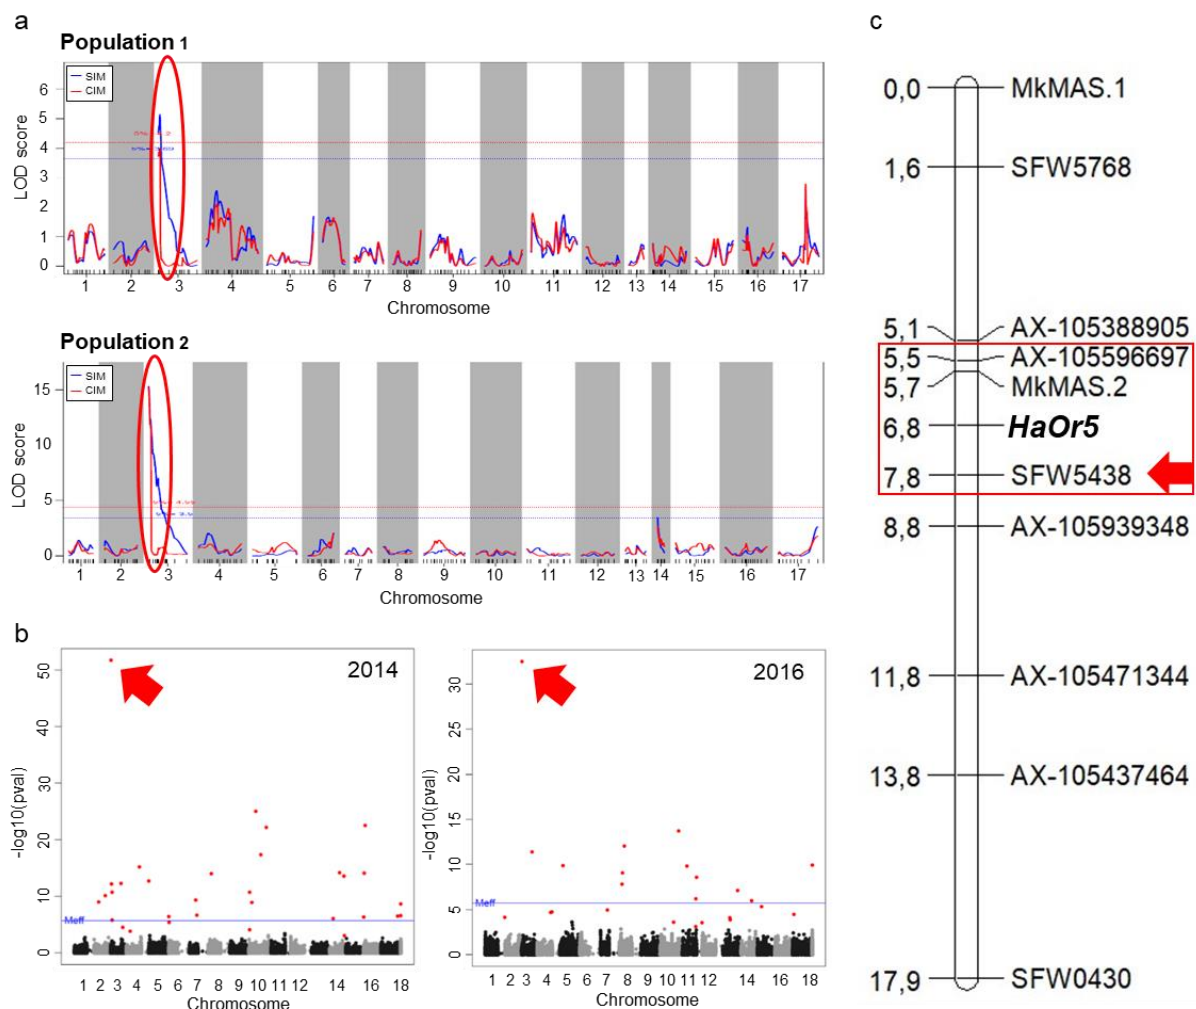 a
Population 1
SIM
CIM
LOD score
6
5
4
3
2
1
0
1 2 3 4 5 6 7 8 9 10 11 12 13 14 15 16 17
Chromosome
Population 2
SIM
CIM
LOD score
15
10
5
0
1 2 3 4 5 6 7 8 9 10 11 12 13 14 15 16 17
Chromosome
b
2014
-log10(pval)
50
40
30
20
10
0
Meff
1 2 3 4 5 6 7 8 9 10 11 12 14 16 18
Chromosome
2016
-log10(pval)
30
25
20
15
10
5
0
Meff
1 2 3 4 5 6 7 8 9 10 11 12 14 16 18
Chromosome
c
0,0 MkMAS.1
1,6 SFW5768
5,1 AX-105388905
5,5 AX-105596697
5,7 MkMAS.2
6,8 HaOr5
7,8 SFW5438
8,8 AX-105939348
11,8 AX-105471344
13,8 AX-105437464
17,9 SFW0430